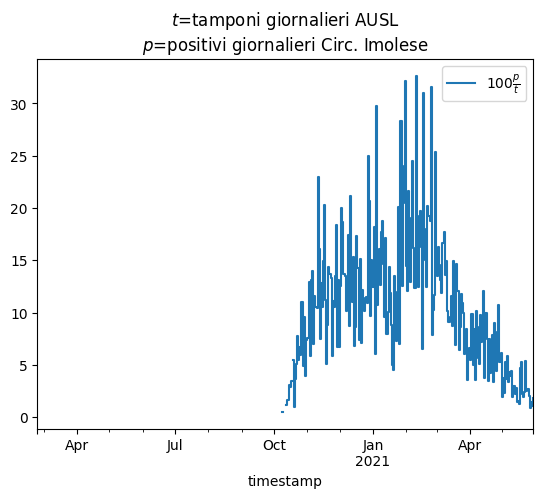 t=tamponi giornalieri AUSL
p=positivi giornalieri Circ. Imolese
100 p/t
30
25
20
15
10
5
0
Apr Jul Oct Jan Apr
2021
timestamp